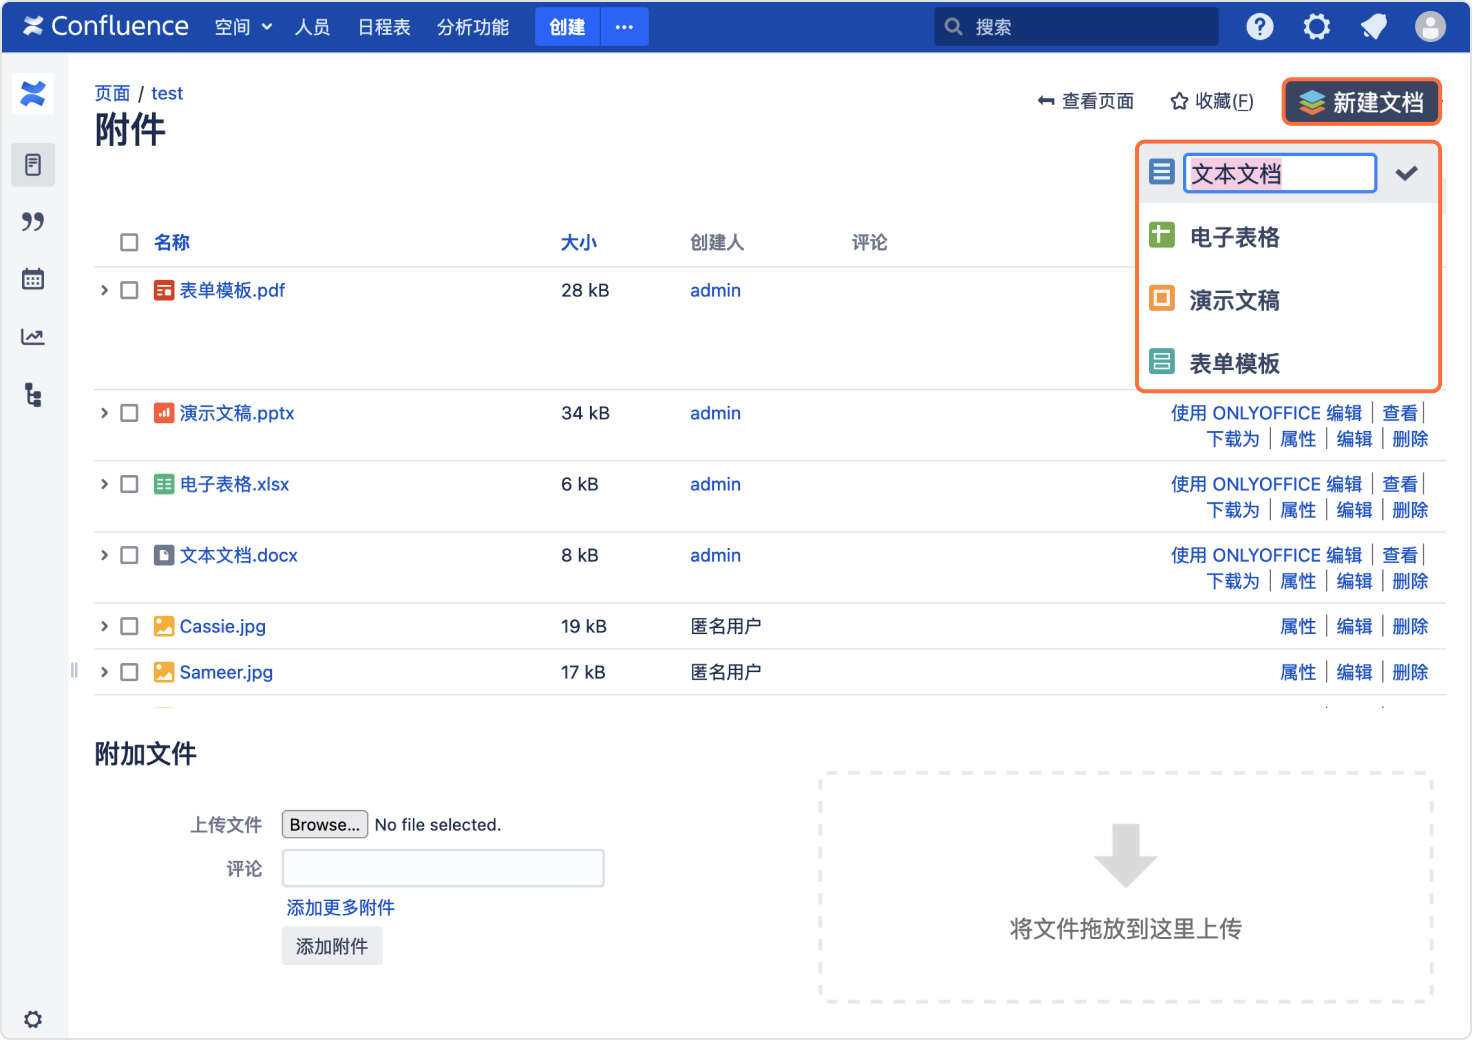 Confluence 空间 人员 日程表 分析功能 创建 ··· 搜索
页面 / test
附件
查看页面 收藏(F) 新建文档
文本文档
电子表格
演示文稿
表单模板
名称 大小 创建人 评论
表单模板.pdf 28 kB admin
演示文稿.pptx 34 kB admin 使用 ONLYOFFICE 编辑 | 查看 |
下载为 | 属性 | 编辑 | 删除
电子表格.xlsx 6 kB admin 使用 ONLYOFFICE 编辑 | 查看 |
下载为 | 属性 | 编辑 | 删除
文本文档.docx 8 kB admin 使用 ONLYOFFICE 编辑 | 查看 |
下载为 | 属性 | 编辑 | 删除
Cassie.jpg 19 kB 匿名用户 属性 | 编辑 | 删除
Sameer.jpg 17 kB 匿名用户 属性 | 编辑 | 删除
附加文件
上传文件 Browse... No file selected.
评论
添加更多附件
添加附件
将文件拖放到这里上传